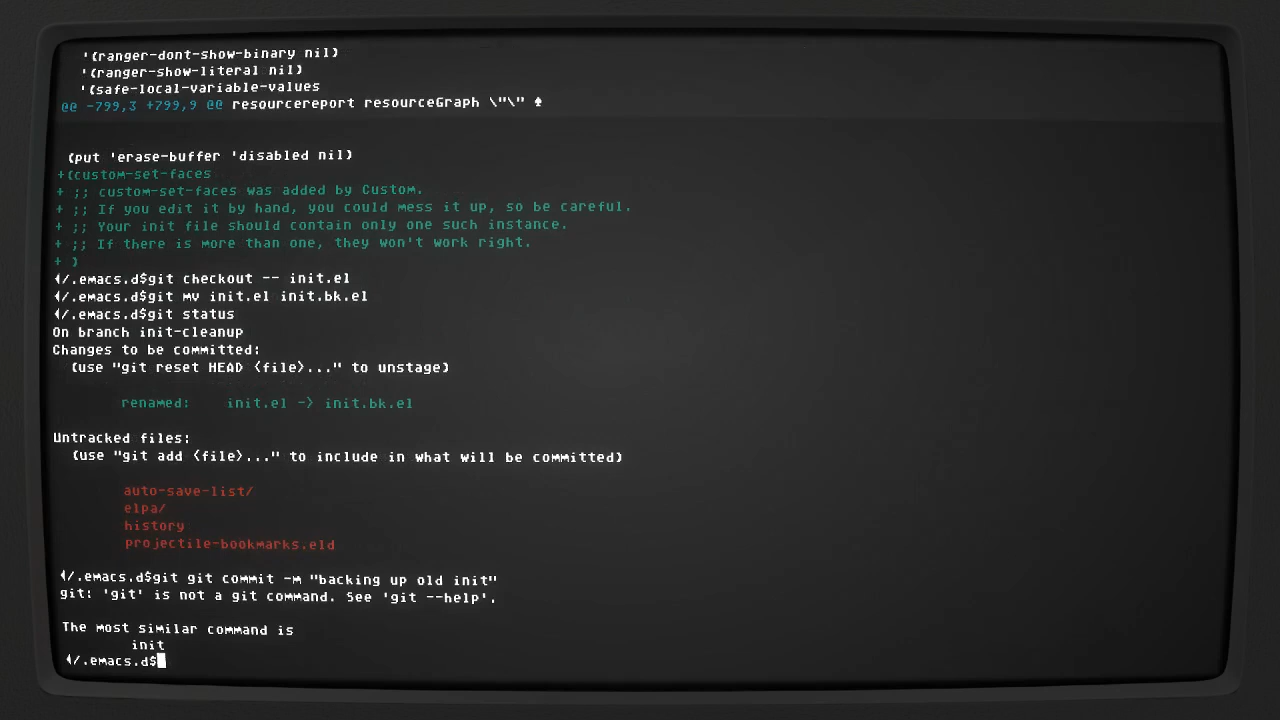 '(ranger-dont-show-binary nil)
'(ranger-show-literal nil)
'(safe-local-variable-values
@@ -799,3 +799,9 @@ resourcereport resourceGraph \"\" ♠
(put 'erase-buffer 'disabled nil)
+(custom-set-faces
+ ;; custom-set-faces was added by Custom.
+ ;; If you edit it by hand, you could mess it up, so be careful.
+ ;; Your init file should contain only one such instance.
+ ;; If there is more than one, they won't work right.
+ )
/.emacs.d$git checkout -- init.el
/.emacs.d$git mv init.el init.bk.el
/.emacs.d$git status
On branch init-cleanup
Changes to be committed:
(use "git reset HEAD <file>..." to unstage)
renamed: init.el -> init.bk.el
Untracked files:
(use "git add <file>..." to include in what will be committed)
auto-save-list/
elpa/
history
projectile-bookmarks.eld
/.emacs.d$git git commit -m "backing up old init"
git: 'git' is not a git command. See 'git --help'.
The most similar command is
init
/.emacs.d$